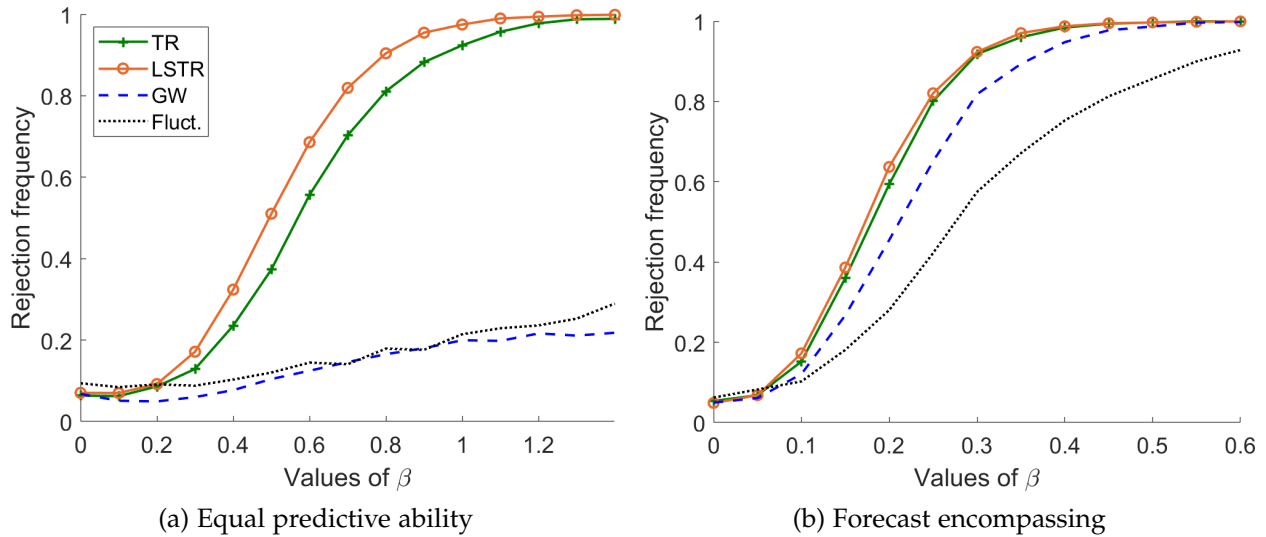 TR
LSTR
GW
Fluct.
Rejection frequency
1
0.8
0.6
0.4
0.2
0
0
0.2
0.4
0.6
0.8
1
1.2
Values of β
(a) Equal predictive ability
Rejection frequency
1
0.8
0.6
0.4
0.2
0
0
0.1
0.2
0.3
0.4
0.5
0.6
Values of β
(b) Forecast encompassing